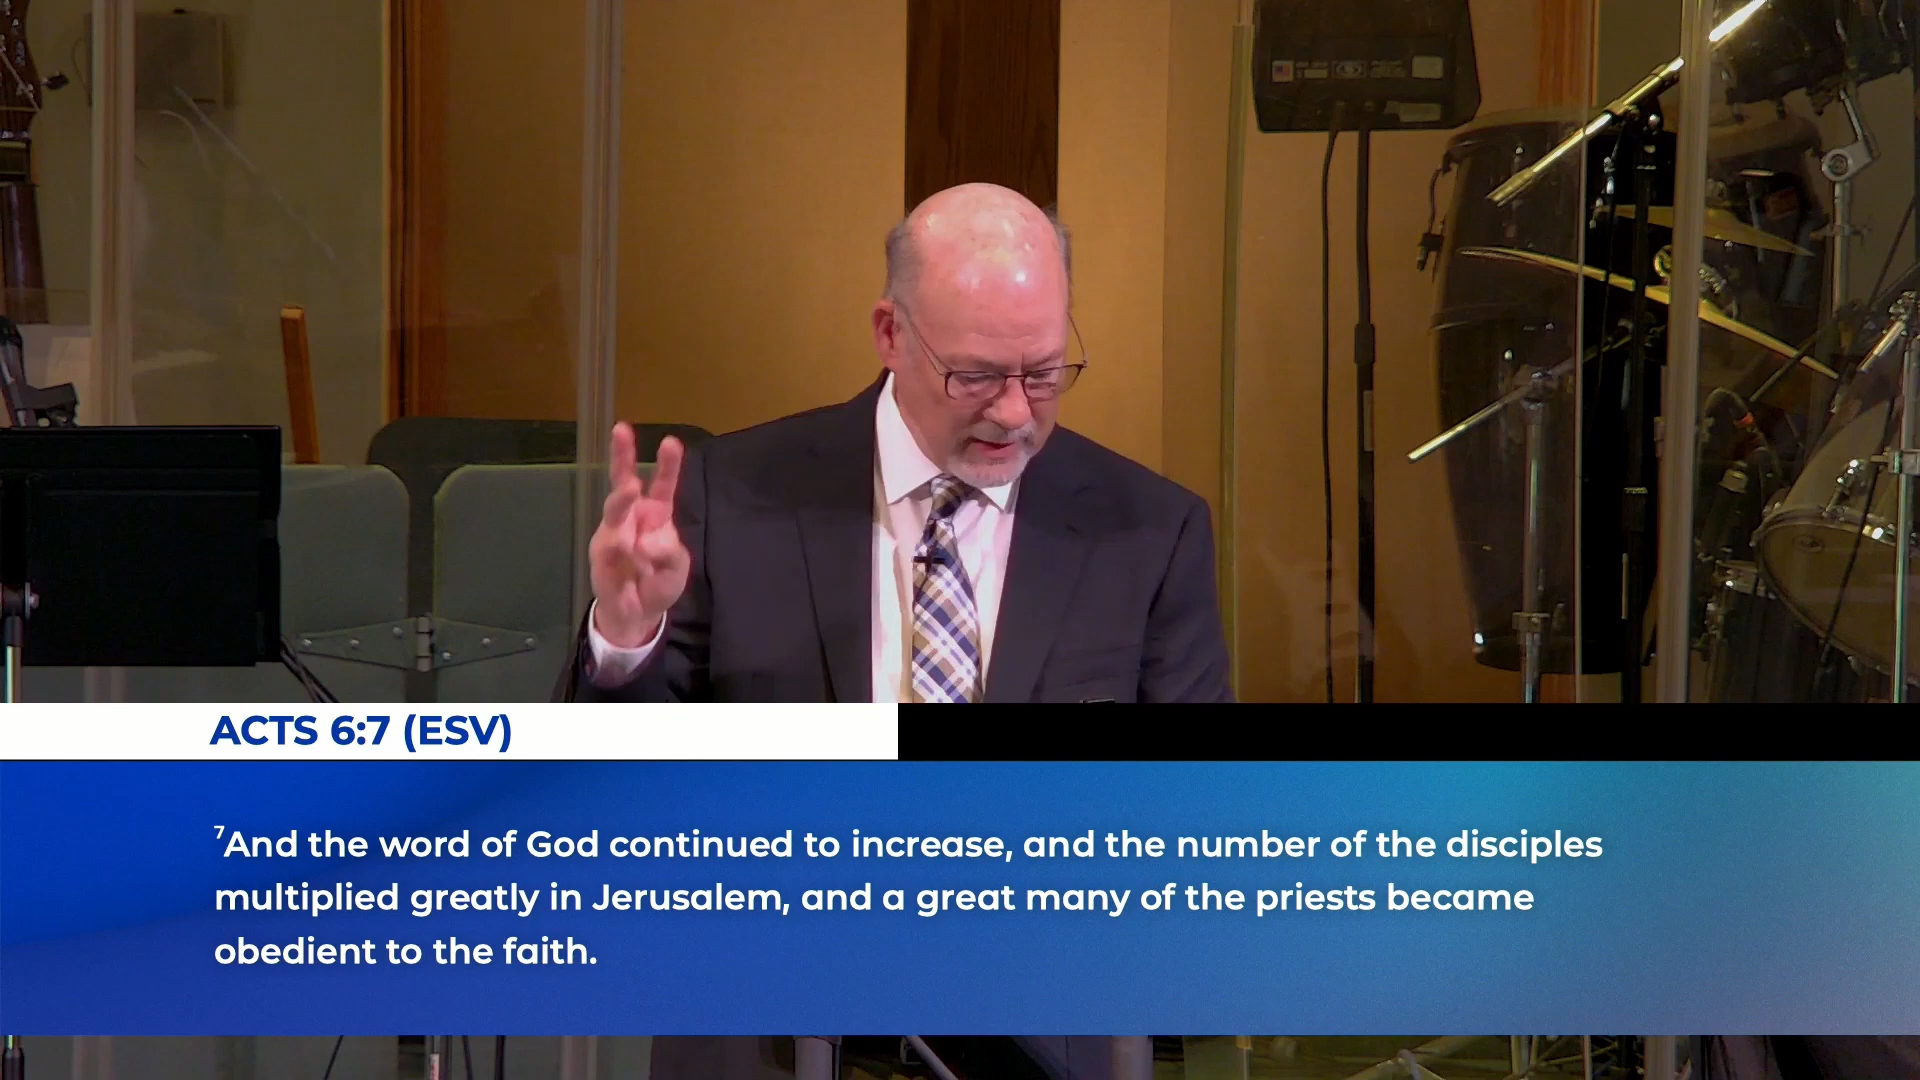 ACTS 6:7 (ESV)
⁷And the word of God continued to increase, and the number of the disciples
multiplied greatly in Jerusalem, and a great many of the priests became
obedient to the faith.